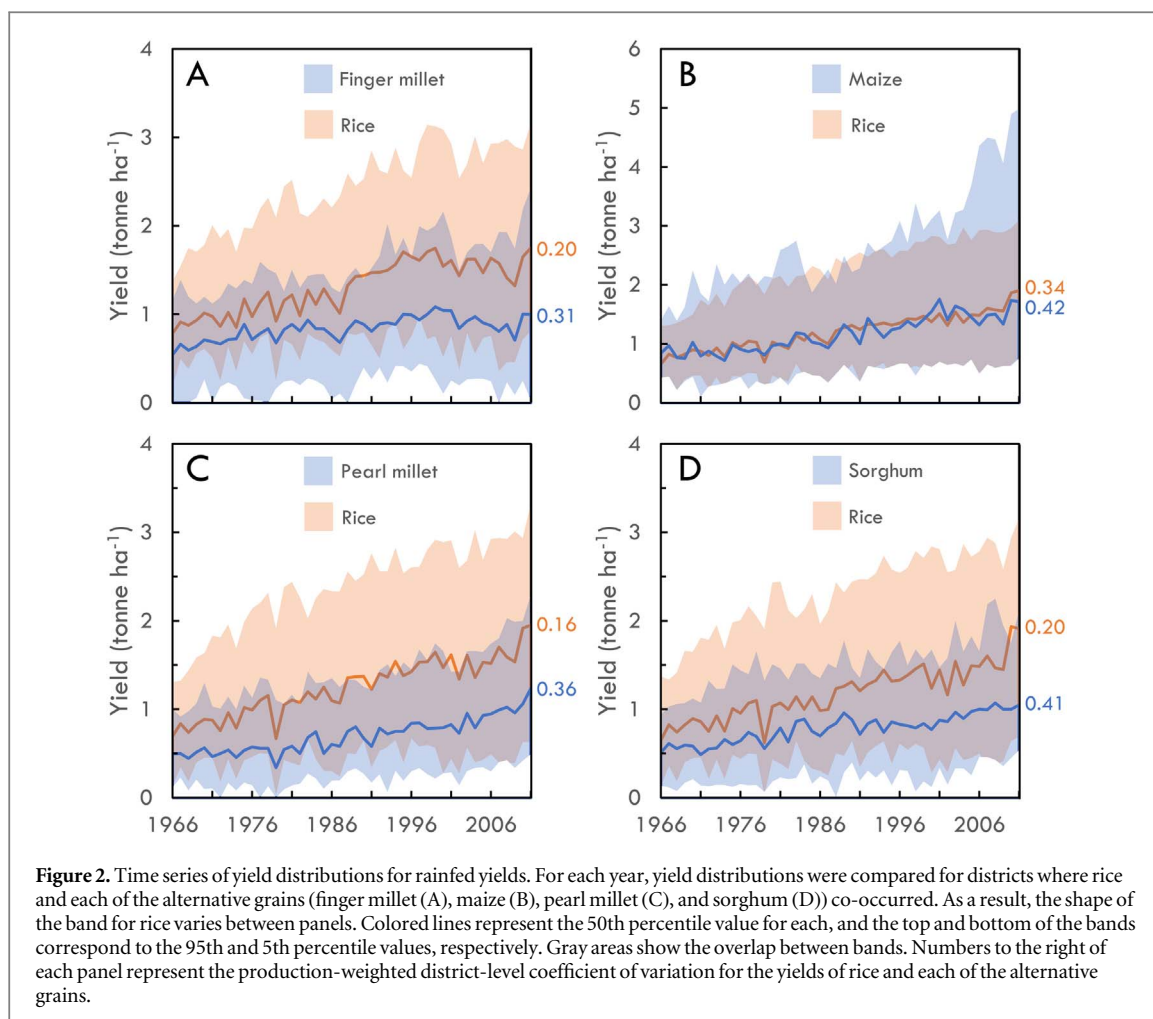 A
Finger millet
Rice
Yield (tonne ha-1)
4
3
2
1
0
0.20
0.31
B
Maize
Rice
Yield (tonne ha-1)
6
5
4
3
2
1
0
0.34
0.42
C
Pearl millet
Rice
Yield (tonne ha-1)
4
3
2
1
0
0.16
0.36
1966 1976 1986 1996 2006
D
Sorghum
Rice
Yield (tonne ha-1)
4
3
2
1
0
0.20
0.41
1966 1976 1986 1996 2006
Figure 2. Time series of yield distributions for rainfed yields. For each year, yield distributions were compared for districts where rice
and each of the alternative grains (finger millet (A), maize (B), pearl millet (C), and sorghum (D)) co-occurred. As a result, the shape of
the band for rice varies between panels. Colored lines represent the 50th percentile value for each, and the top and bottom of the bands
correspond to the 95th and 5th percentile values, respectively. Gray areas show the overlap between bands. Numbers to the right of
each panel represent the production-weighted district-level coefficient of variation for the yields of rice and each of the alternative
grains.